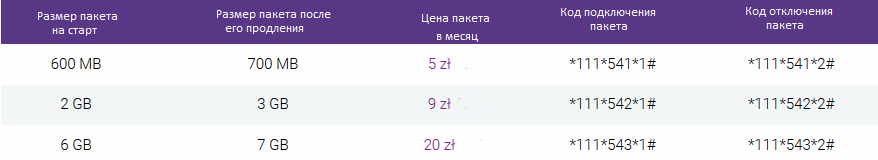 Размер пакета на старт Размер пакета после его продления Цена пакета в месяц Код подключения пакета Код отключения пакета
600 MB 700 MB 5 zł *111*541*1# *111*541*2#
2 GB 3 GB 9 zł *111*542*1# *111*542*2#
6 GB 7 GB 20 zł *111*543*1# *111*543*2#